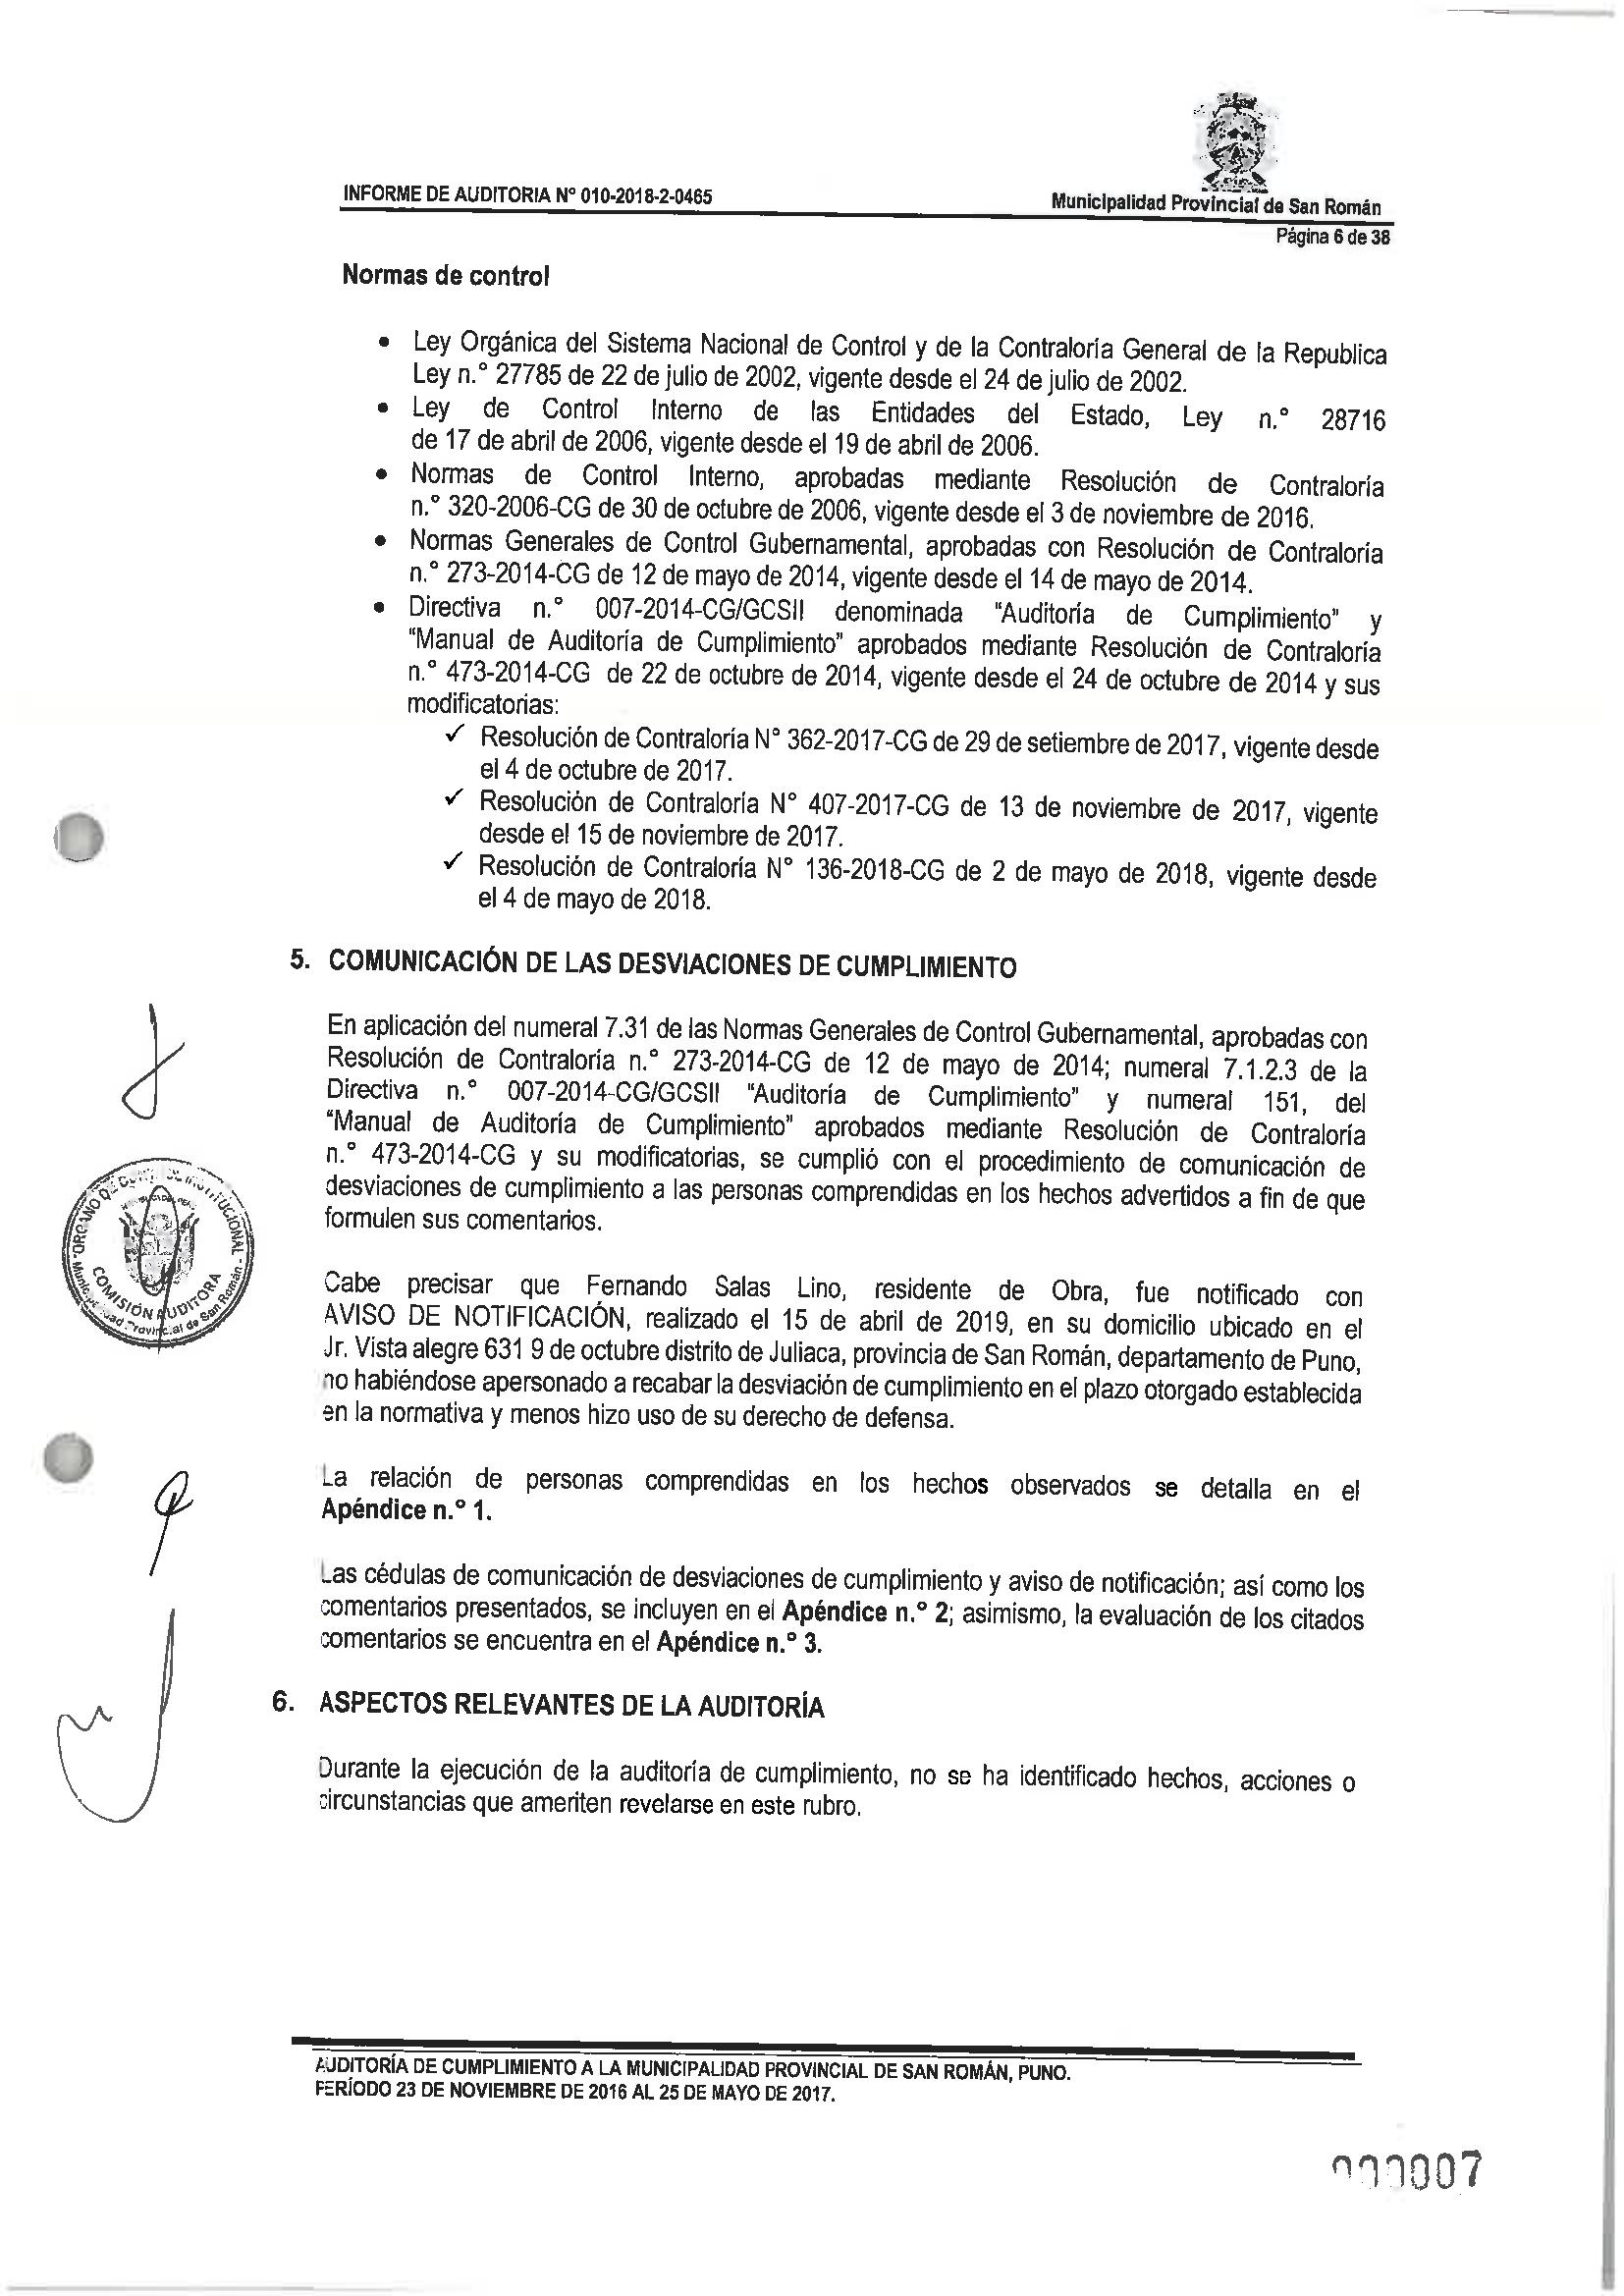 INFORME DE AUDITORIA N° 010-2018-2-0465
Municipalidad Provincial de San Román
Página 6 de 38
Normas de control
• Ley Orgánica del Sistema Nacional de Control y de la Contraloría General de la Republica
Ley n.° 27785 de 22 de julio de 2002, vigente desde el 24 de julio de 2002.
• Ley de Control Interno de las Entidades del Estado, Ley n.° 28716
de 17 de abril de 2006, vigente desde el 19 de abril de 2006.
• Normas de Control Interno, aprobadas mediante Resolución de Contraloría
n.° 320-2006-CG de 30 de octubre de 2006, vigente desde el 3 de noviembre de 2016.
• Normas Generales de Control Gubernamental, aprobadas con Resolución de Contraloría
n.° 273-2014-CG de 12 de mayo de 2014, vigente desde el 14 de mayo de 2014.
• Directiva n.° 007-2014-CG/GCSII denominada "Auditoría de Cumplimiento" y
"Manual de Auditoría de Cumplimiento" aprobados mediante Resolución de Contraloría
n.° 473-2014-CG de 22 de octubre de 2014, vigente desde el 24 de octubre de 2014 y sus
modificatorias:
✓ Resolución de Contraloría N° 362-2017-CG de 29 de setiembre de 2017, vigente desde
el 4 de octubre de 2017.
✓ Resolución de Contraloría N° 407-2017-CG de 13 de noviembre de 2017, vigente
desde el 15 de noviembre de 2017.
✓ Resolución de Contraloría N° 136-2018-CG de 2 de mayo de 2018, vigente desde
el 4 de mayo de 2018.
5. COMUNICACIÓN DE LAS DESVIACIONES DE CUMPLIMIENTO
En aplicación del numeral 7.31 de las Normas Generales de Control Gubernamental, aprobadas con
Resolución de Contraloría n.° 273-2014-CG de 12 de mayo de 2014; numeral 7.1.2.3 de la
Directiva n.° 007-2014-CG/GCSII "Auditoría de Cumplimiento" y numeral 151, del
"Manual de Auditoría de Cumplimiento" aprobados mediante Resolución de Contraloría
n.° 473-2014-CG y su modificatorias, se cumplió con el procedimiento de comunicación de
desviaciones de cumplimiento a las personas comprendidas en los hechos advertidos a fin de que
formulen sus comentarios.
ORGANO DE CONTROL INSTITUCIONAL
COMISIÓN AUDITORA
Municipalidad Provincial de San Román
Cabe precisar que Fernando Salas Lino, residente de Obra, fue notificado con
AVISO DE NOTIFICACIÓN, realizado el 15 de abril de 2019, en su domicilio ubicado en el
Jr. Vista alegre 631 9 de octubre distrito de Juliaca, provincia de San Román, departamento de Puno,
no habiéndose apersonado a recabar la desviación de cumplimiento en el plazo otorgado establecida
en la normativa y menos hizo uso de su derecho de defensa.
La relación de personas comprendidas en los hechos observados se detalla en el
Apéndice n.° 1.
Las cédulas de comunicación de desviaciones de cumplimiento y aviso de notificación; así como los
comentarios presentados, se incluyen en el Apéndice n.° 2; asimismo, la evaluación de los citados
comentarios se encuentra en el Apéndice n.° 3.
6. ASPECTOS RELEVANTES DE LA AUDITORÍA
Durante la ejecución de la auditoría de cumplimiento, no se ha identificado hechos, acciones o
circunstancias que ameriten revelarse en este rubro.
AUDITORÍA DE CUMPLIMIENTO A LA MUNICIPALIDAD PROVINCIAL DE SAN ROMÁN, PUNO.
PERÍODO 23 DE NOVIEMBRE DE 2016 AL 25 DE MAYO DE 2017.
000007